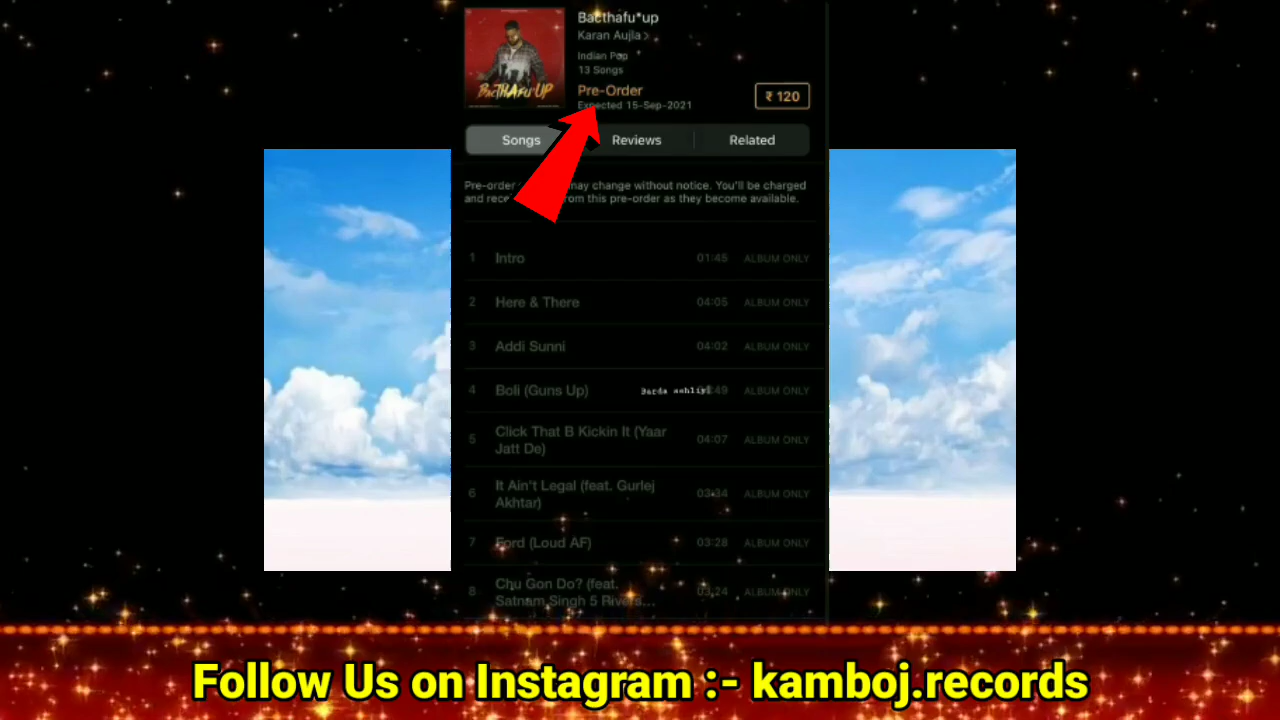 Bacthafu*up
Karan Aujla >
Indian Pop
13 Songs
BacTHAfu*UP
Pre-Order
Expected 15-Sep-2021
₹ 120
Songs Reviews Related
Pre-order may change without notice. You'll be charged
and from this pre-order as they become available.
1 Intro 01:45 ALBUM ONLY
2 Here & There 04:05 ALBUM ONLY
3 Addi Sunni 04:02 ALBUM ONLY
4 Boli (Guns Up) :49 ALBUM ONLY
5 Click That B Kickin It (Yaar
Jatt De) 04:07 ALBUM ONLY
6 It Ain't Legal (feat. Gurlej
Akhtar) 03:34 ALBUM ONLY
7 Ford (Loud AF) 03:28 ALBUM ONLY
8 Chu Gon Do? (feat.
Satnam Singh 5 Rivers... 03:24 ALBUM ONLY
Follow Us on Instagram :- kamboj.records